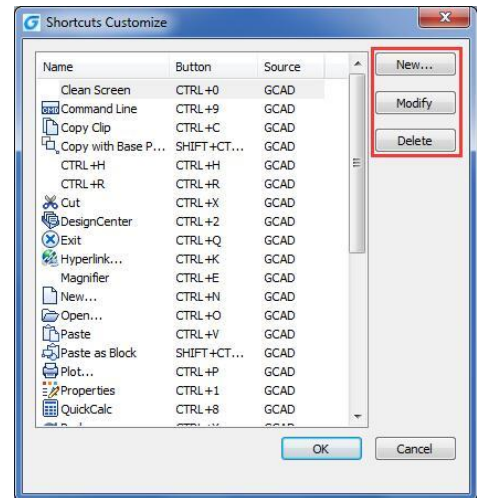 Shortcuts Customize
Name Button Source
New...
Clean Screen CTRL+0 GCAD
Command Line CTRL+9 GCAD
Modify
Copy Clip CTRL+C GCAD
Copy with Base P... SHIFT+CT... GCAD
Delete
CTRL+H CTRL+H GCAD
CTRL+R CTRL+R GCAD
Cut CTRL+X GCAD
DesignCenter CTRL+2 GCAD
Exit CTRL+Q GCAD
Hyperlink... CTRL+K GCAD
Magnifier CTRL+E GCAD
New... CTRL+N GCAD
Open... CTRL+O GCAD
Paste CTRL+V GCAD
Paste as Block SHIFT+CT... GCAD
Plot... CTRL+P GCAD
Properties CTRL+1 GCAD
QuickCalc CTRL+8 GCAD
OK Cancel